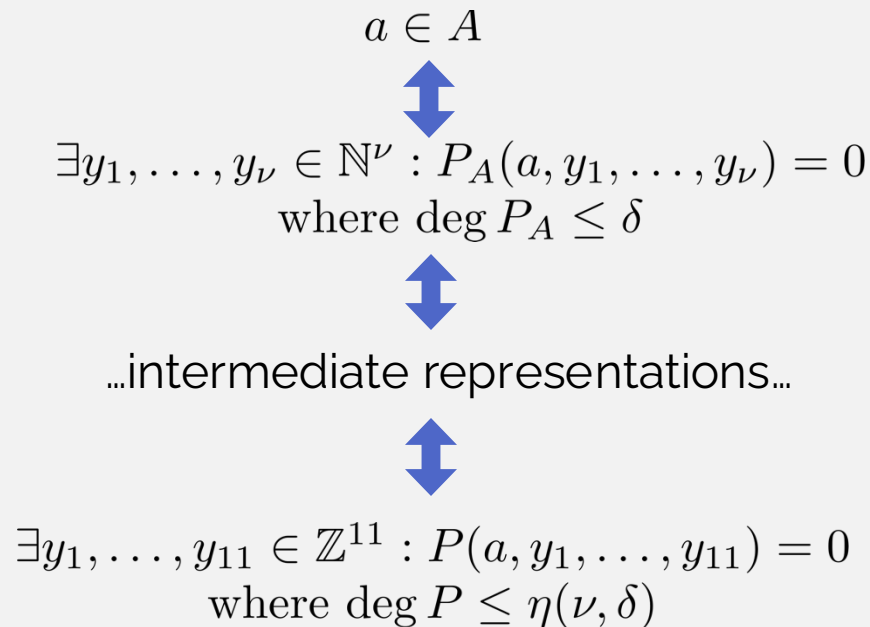 a ∈ A
∃y₁, . . . , y_ν ∈ ℕ^ν : P_A(a, y₁, . . . , y_ν) = 0
where deg P_A ≤ δ
...intermediate representations...
∃y₁, . . . , y₁₁ ∈ ℤ¹¹ : P(a, y₁, . . . , y₁₁) = 0
where deg P ≤ η(ν, δ)